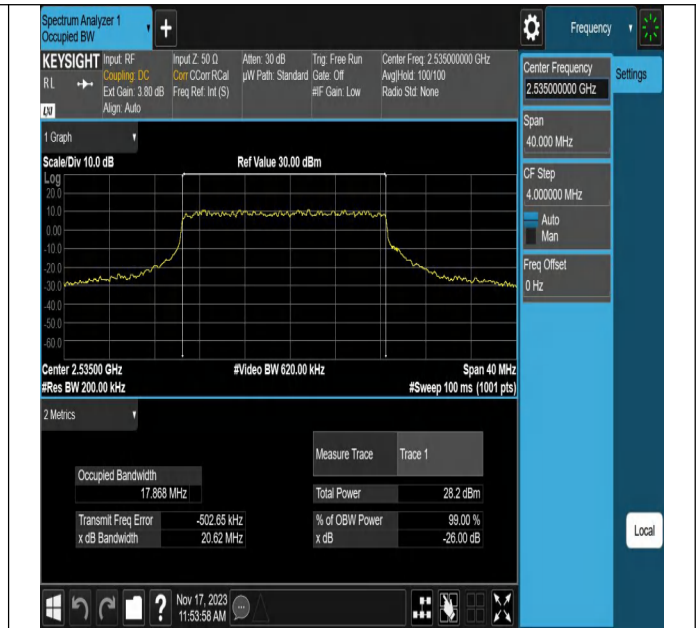 Spectrum Analyzer 1
Occupied BW
Frequency
KEYSIGHT
RL
LXI
Input: RF
Coupling: DC
Ext Gain: 3.80 dB
Align: Auto
Input Z: 50 Ω
Corr CCorr RCal
Freq Ref: Int (S)
Atten: 30 dB
µW Path: Standard
Trig: Free Run
Gate: Off
#IF Gain: Low
Center Freq: 2.535000000 GHz
Avg|Hold: 100/100
Radio Std: None
Center Frequency
2.535000000 GHz
Settings
Span
40.000 MHz
CF Step
4.000000 MHz
Auto
Man
Freq Offset
0 Hz
Local
1 Graph
Scale/Div 10.0 dB
Ref Value 30.00 dBm
Log
20.0
10.0
0.00
-10.0
-20.0
-30.0
-40.0
-50.0
-60.0
Center 2.53500 GHz
#Video BW 620.00 kHz
Span 40 MHz
#Res BW 200.00 kHz
#Sweep 100 ms (1001 pts)
2 Metrics
Measure Trace Trace 1
Occupied Bandwidth
17.868 MHz
Total Power 28.2 dBm
Transmit Freq Error -502.65 kHz
% of OBW Power 99.00 %
x dB Bandwidth 20.62 MHz
x dB -26.00 dB
?
Nov 17, 2023
11:53:58 AM